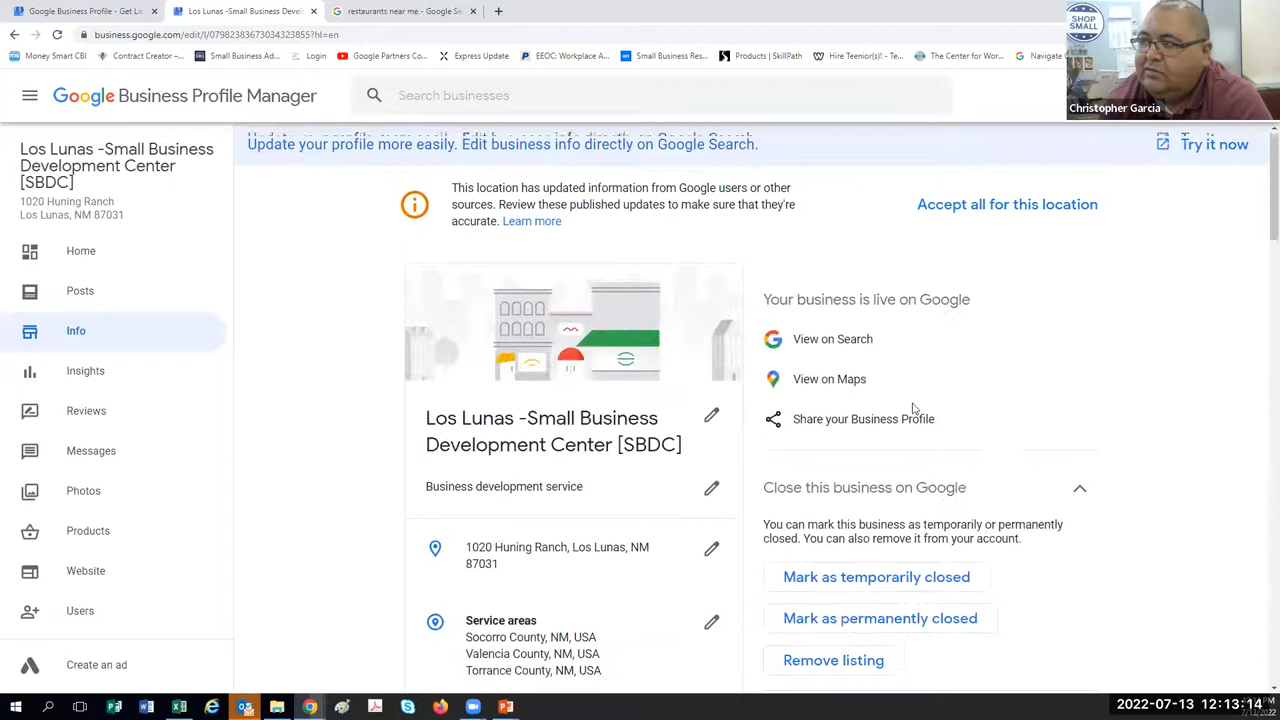 Google Business Profile - Get Lis
Los Lunas -Small Business Develo
restaurants near me - Google Se
business.google.com/edit/l/07982383673034323855?hl=en
Money Smart CBI
Contract Creator -...
Small Business Ad...
Login
Google Partners Co...
Express Update
EEOC: Workplace A...
Small Business Res...
Products | SkillPath
Hire Teenior(s)! - Te...
The Center for Wor...
Navigate
SHOP
SMALL
Christopher Garcia
Google Business Profile Manager
Search businesses
Los Lunas -Small Business
Development Center
[SBDC]
1020 Huning Ranch
Los Lunas, NM 87031
Home
Posts
Info
Insights
Reviews
Messages
Photos
Products
Website
Users
Create an ad
Update your profile more easily. Edit business info directly on Google Search.
Try it now
This location has updated information from Google users or other
sources. Review these published updates to make sure that they're
accurate. Learn more
Accept all for this location
Los Lunas -Small Business
Development Center [SBDC]
Business development service
1020 Huning Ranch, Los Lunas, NM
87031
Service areas
Socorro County, NM, USA
Valencia County, NM, USA
Torrance County, NM, USA
Your business is live on Google
View on Search
View on Maps
Share your Business Profile
Close this business on Google
You can mark this business as temporarily or permanently
closed. You can also remove it from your account.
Mark as temporarily closed
Mark as permanently closed
Remove listing
2022-07-13 12:13:14